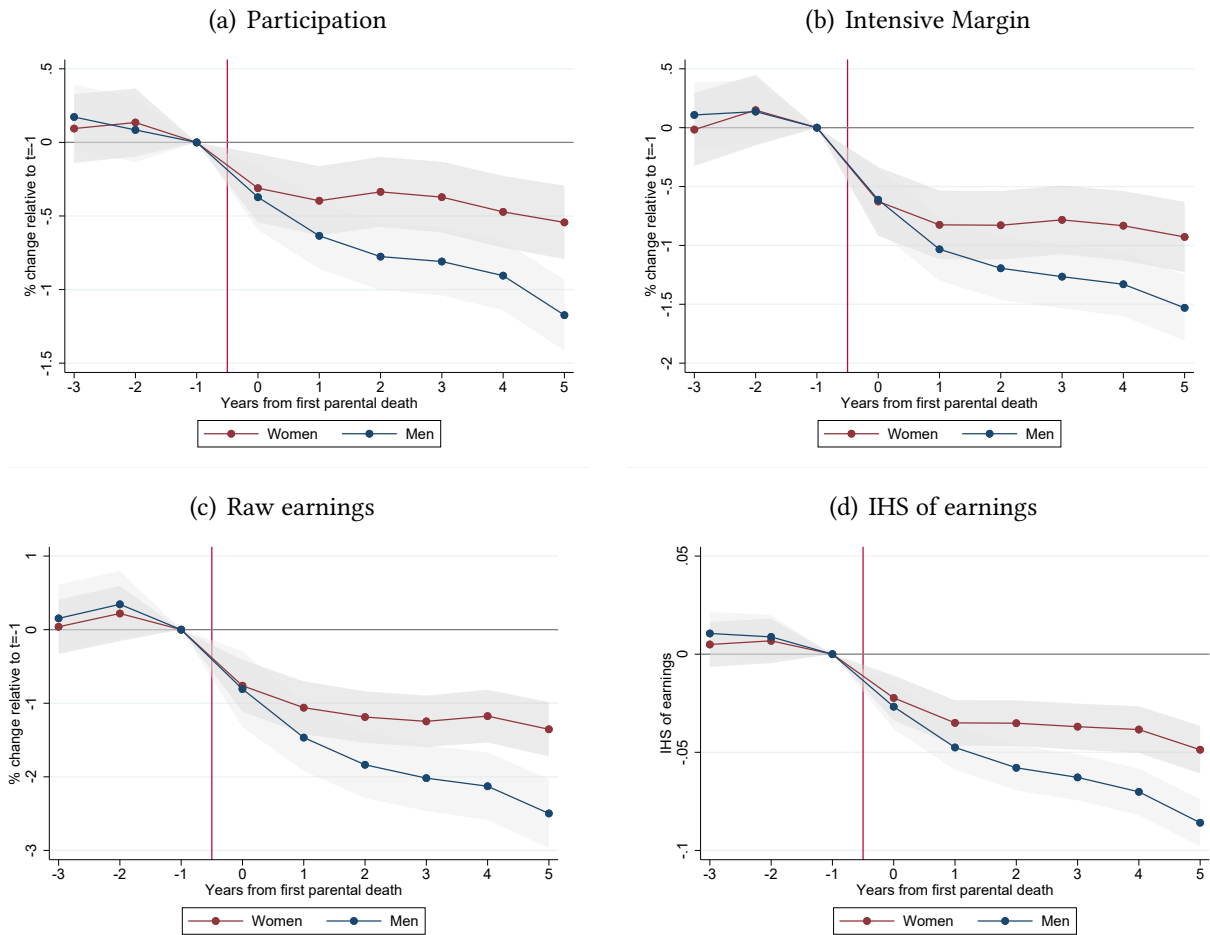 (a) Participation
% change relative to t=-1
.5
0
-.5
-1
-1.5
-3 -2 -1 0 1 2 3 4 5
Years from first parental death
Women Men
(b) Intensive Margin
% change relative to t=-1
.5
0
-.5
-1
-1.5
-2
-3 -2 -1 0 1 2 3 4 5
Years from first parental death
Women Men
(c) Raw earnings
% change relative to t=-1
1
0
-1
-2
-3
-3 -2 -1 0 1 2 3 4 5
Years from first parental death
Women Men
(d) IHS of earnings
IHS of earnings
.05
0
-.05
-.1
-3 -2 -1 0 1 2 3 4 5
Years from first parental death
Women Men